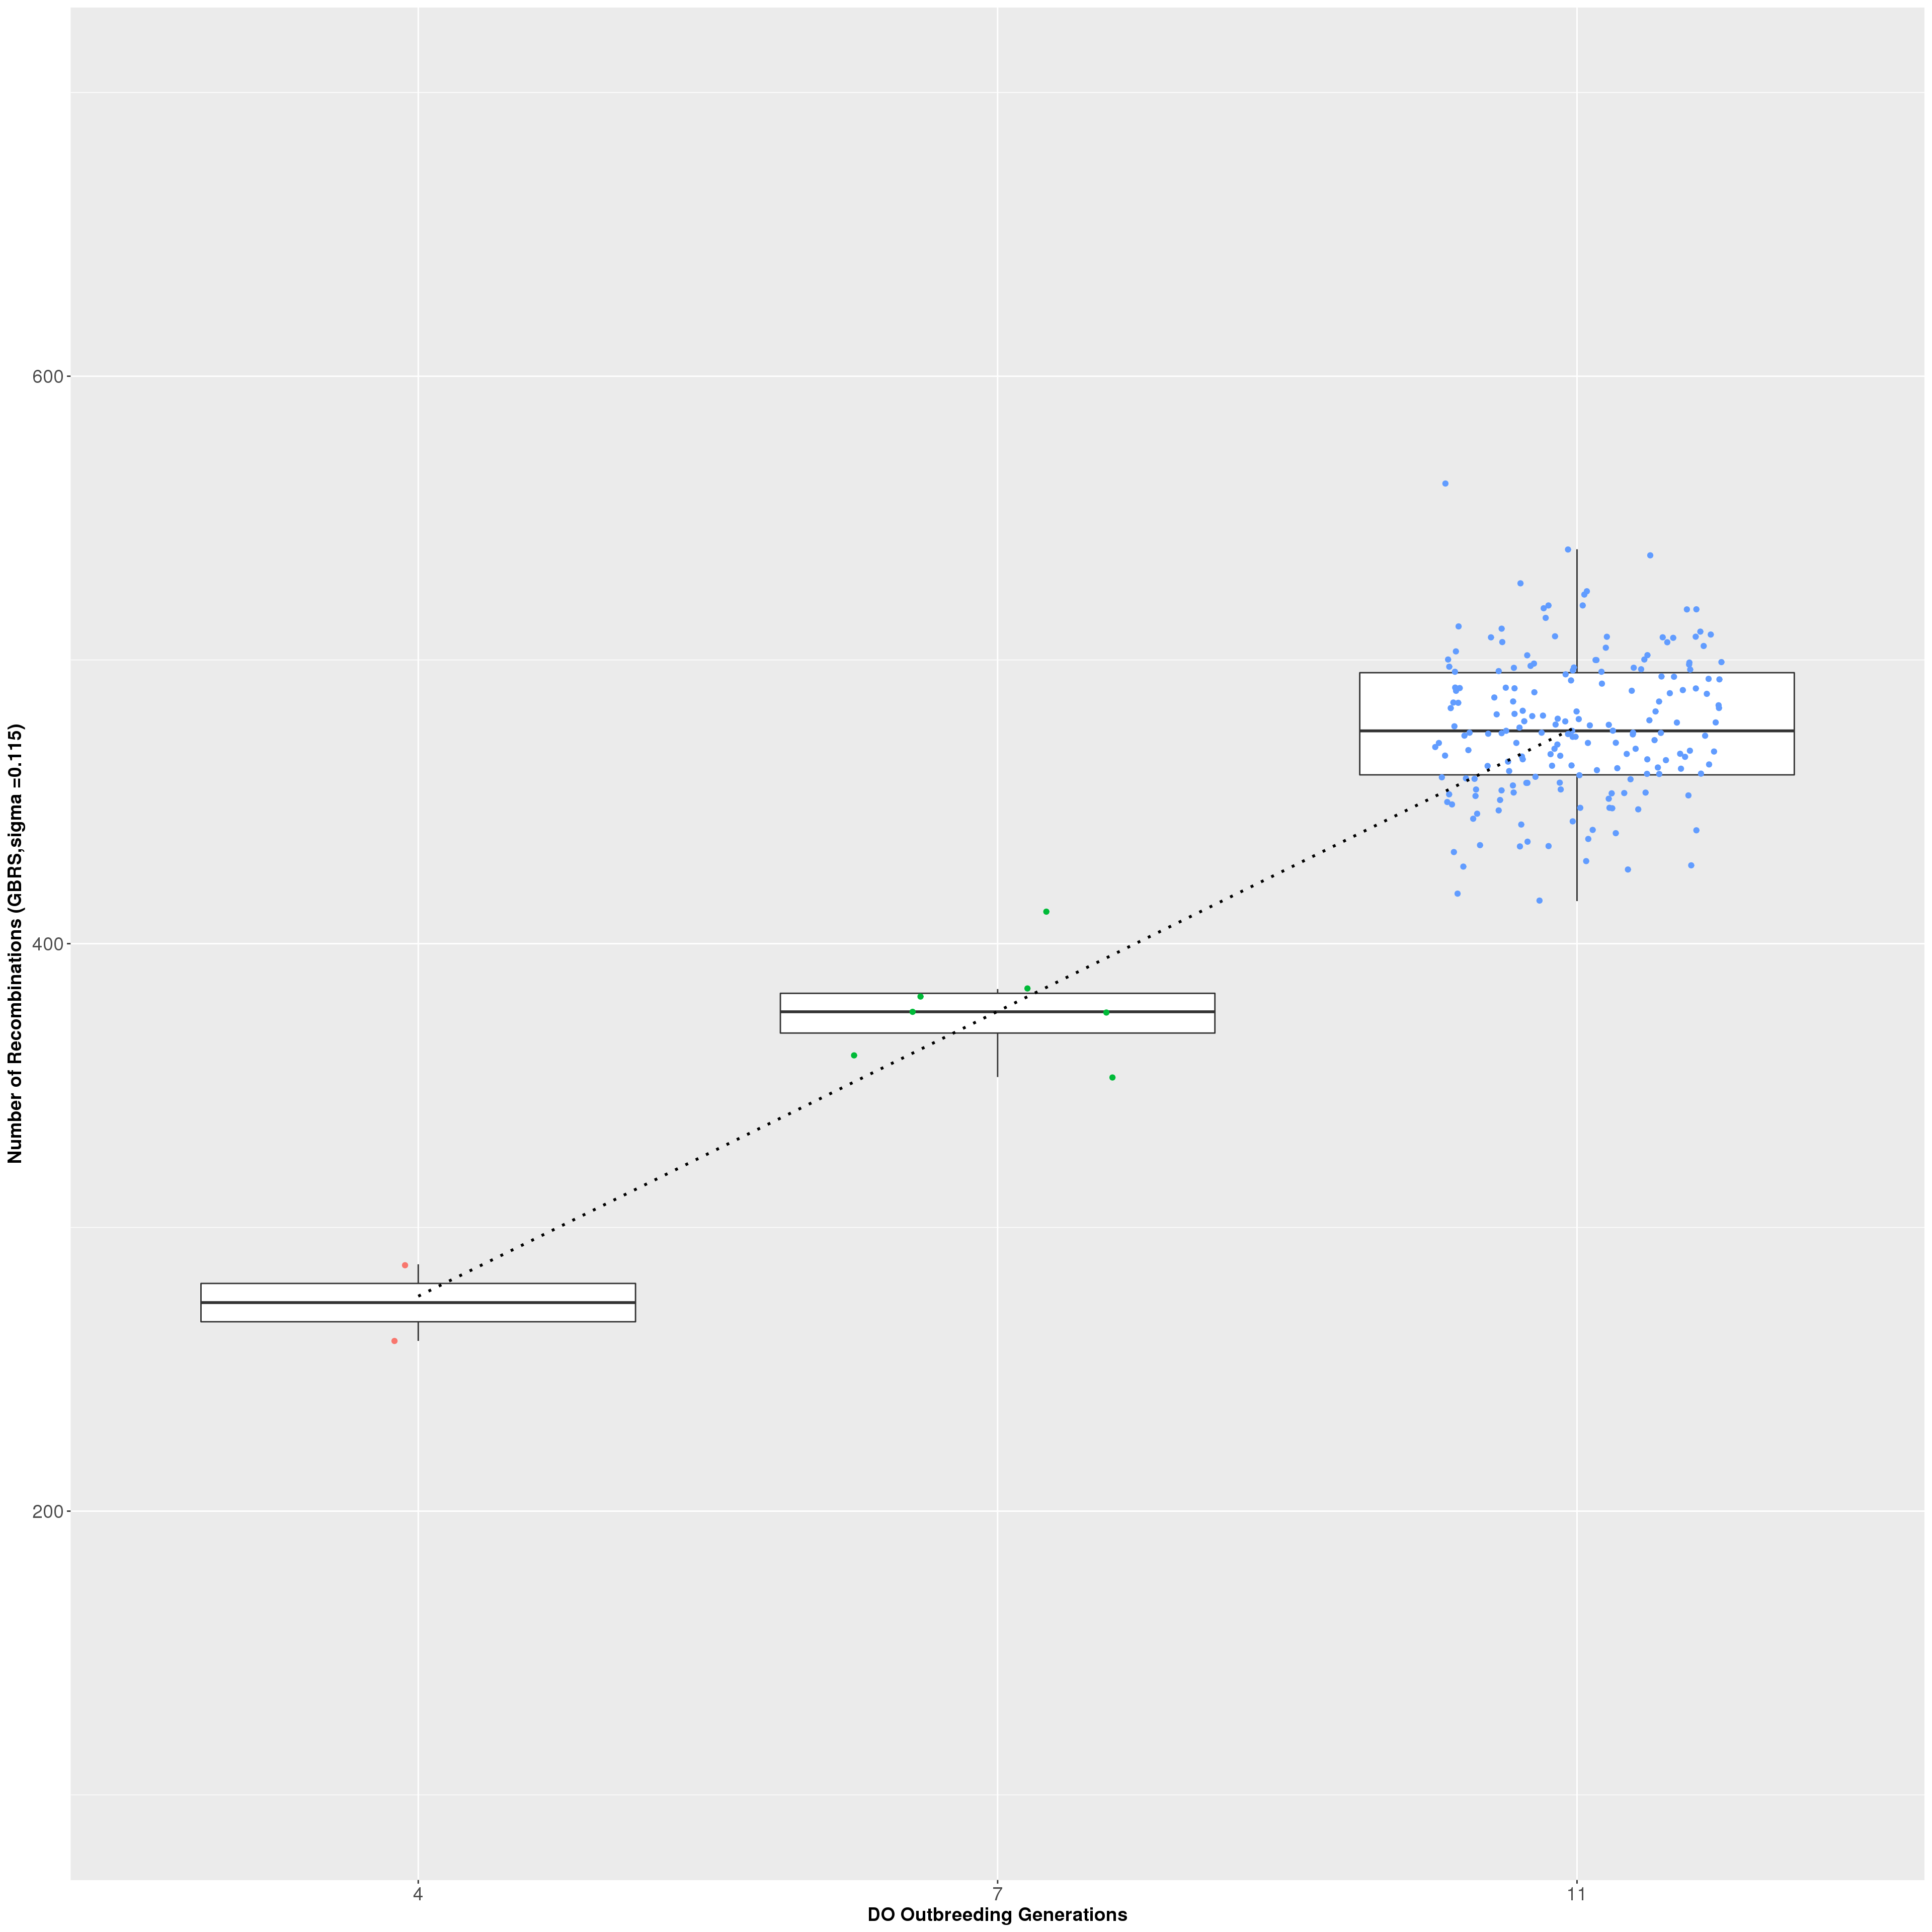 Number of Recombinations (GBRS,sigma =0.115)
600
400
200
4 7 11
DO Outbreeding Generations